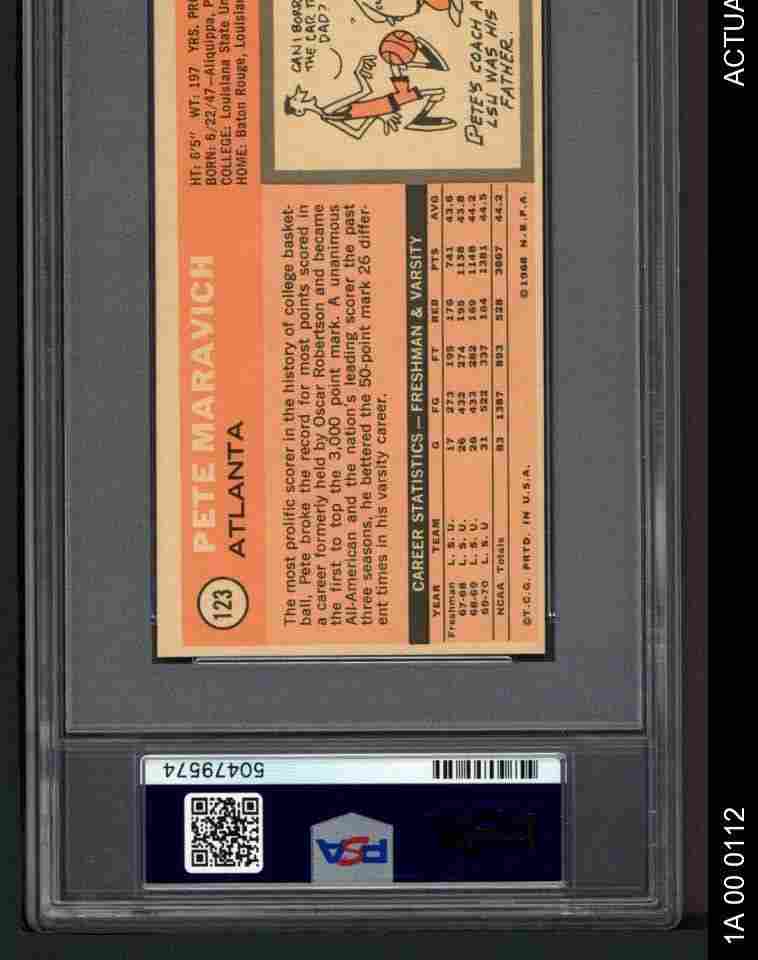 123
PETE MARAVICH
ATLANTA
HT: 6'5" WT: 197 YRS. PR
BORN: 6/22/47—Aliquippa, P
COLLEGE: Louisiana State Un
HOME: Baton Rouge, Louisian
The most prolific scorer in the history of college basket-
ball, Pete broke the record for most points scored in
a career formerly held by Oscar Robertson and became
the first to top the 3,000 point mark. A unanimous
All-American and the nation's leading scorer the past
three seasons, he bettered the 50-point mark 26 differ-
ent times in his varsity career.
CAN I BORR
THE CAR T
DAD?
PETE'S COACH A
LSU WAS HIS
FATHER.
CAREER STATISTICS — FRESHMAN & VARSITY
YEAR TEAM G FG FT REB PTS AVG
Freshman L. S. U. 17 273 195 176 741 43.6
67-68 L. S. U. 26 432 274 195 1138 43.8
68-69 L. S. U. 26 433 282 169 1148 44.2
69-70 L. S. U 31 522 337 164 1381 44.5
NCAA Totals 83 1387 893 528 3667 44.2
©T.C.G. PRTD. IN U.S.A. ©1968 N.B.P.A.
50479574
PSA
1A 00 0112
ACTUA